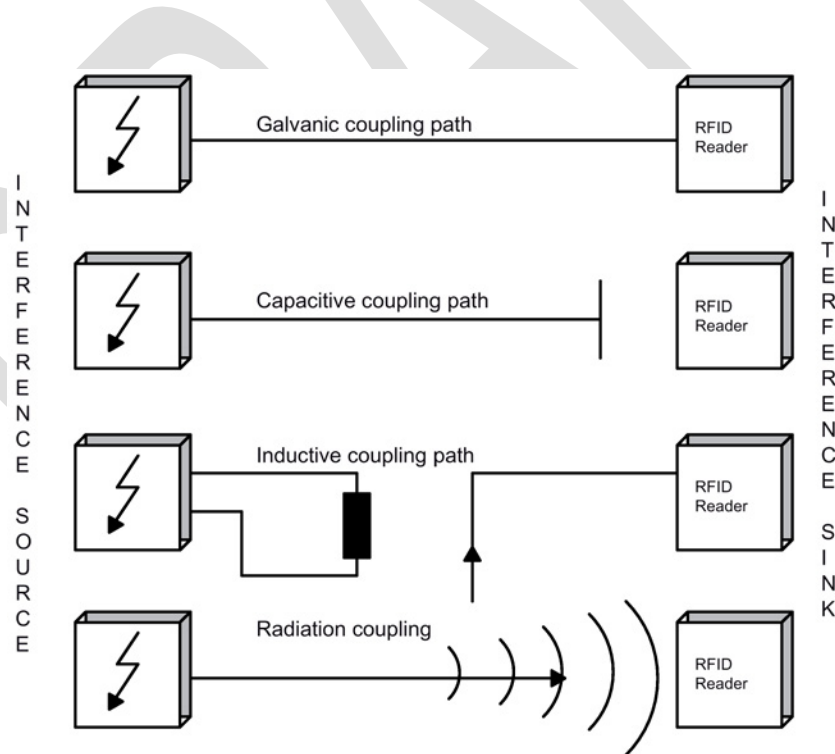 Galvanic coupling path
RFID
Reader
Capacitive coupling path
RFID
Reader
Inductive coupling path
RFID
Reader
Radiation coupling
RFID
Reader
INTERFERENCE SOURCE
INTERFERENCE SINK